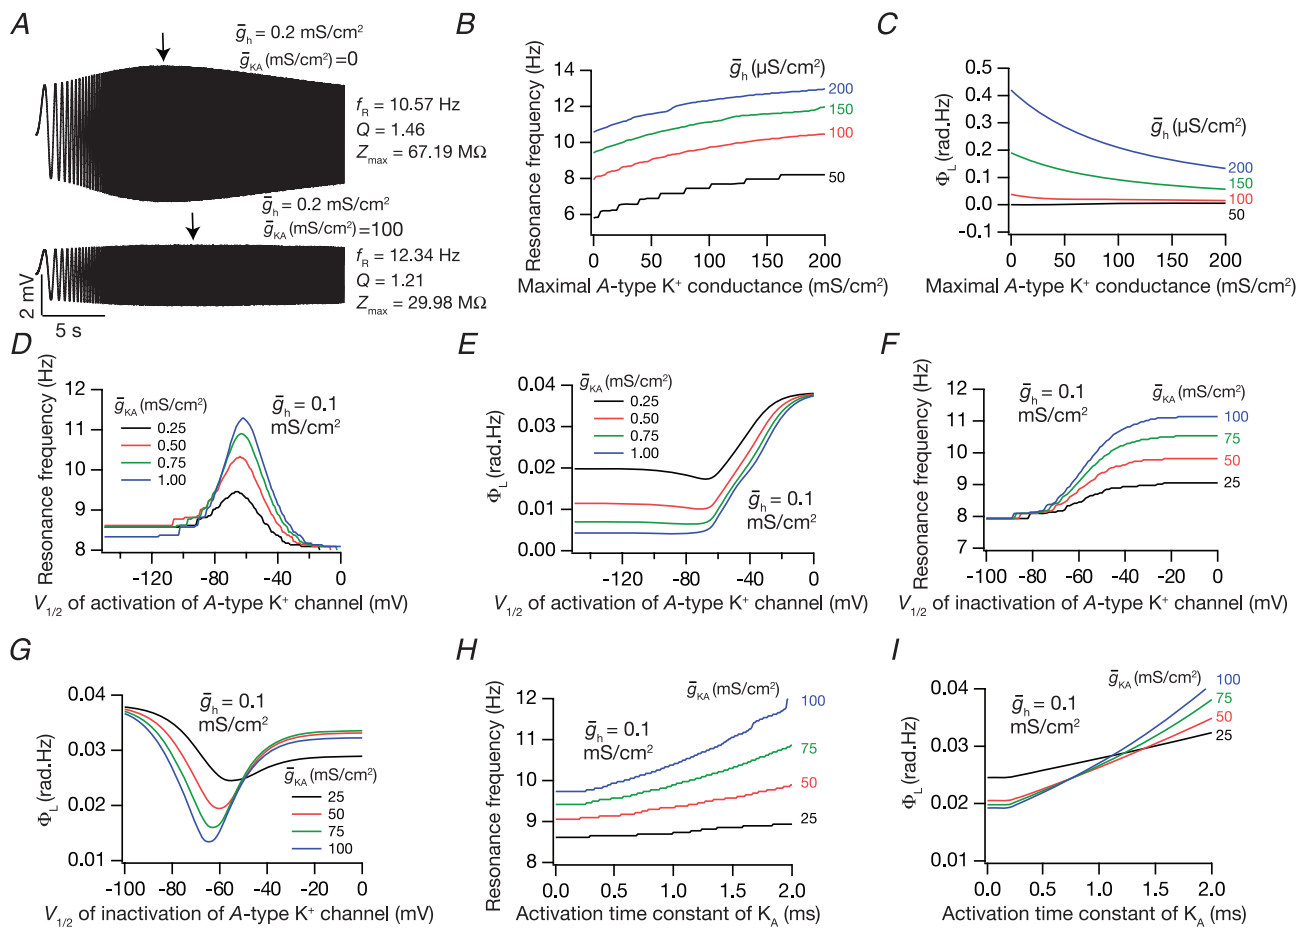 A
ḡh = 0.2 mS/cm²
ḡKA (mS/cm²) = 0
fR = 10.57 Hz
Q = 1.46
Zmax = 67.19 MΩ
ḡh = 0.2 mS/cm²
ḡKA (mS/cm²) = 100
fR = 12.34 Hz
Q = 1.21
Zmax = 29.98 MΩ
2 mV
5 s
B
Resonance frequency (Hz)
14
12
10
8
6
ḡh (µS/cm²)
200
150
100
50
0 50 100 150 200
Maximal A-type K⁺ conductance (mS/cm²)
C
ΦL (rad.Hz)
0.5
0.4
0.3
0.2
0.1
0.0
-0.1
ḡh (µS/cm²)
200
150
100
50
0 50 100 150 200
Maximal A-type K⁺ conductance (mS/cm²)
D
Resonance frequency (Hz)
12
11
10
9
8
ḡKA (mS/cm²)
0.25
0.50
0.75
1.00
ḡh = 0.1
mS/cm²
-120 -80 -40 0
V1/2 of activation of A-type K⁺ channel (mV)
E
ΦL (rad.Hz)
0.04
0.03
0.02
0.01
0.00
ḡKA (mS/cm²)
0.25
0.50
0.75
1.00
ḡh = 0.1
mS/cm²
-120 -80 -40 0
V1/2 of activation of A-type K⁺ channel (mV)
F
Resonance frequency (Hz)
12
11
10
9
8
7
ḡh = 0.1
mS/cm²
ḡKA (mS/cm²)
100
75
50
25
-100 -80 -60 -40 -20 0
V1/2 of inactivation of A-type K⁺ channel (mV)
G
ΦL (rad.Hz)
0.04
0.03
0.02
0.01
ḡh = 0.1
mS/cm²
ḡKA (mS/cm²)
25
50
75
100
-100 -80 -60 -40 -20 0
V1/2 of inactivation of A-type K⁺ channel (mV)
H
Resonance frequency (Hz)
12
11
10
9
8
ḡh = 0.1
mS/cm²
ḡKA (mS/cm²)
100
75
50
25
0.0 0.5 1.0 1.5 2.0
Activation time constant of KA (ms)
I
ΦL (rad.Hz)
0.04
0.03
0.02
0.01
ḡh = 0.1
mS/cm²
ḡKA (mS/cm²)
100
75
50
25
0.0 0.5 1.0 1.5 2.0
Activation time constant of KA (ms)